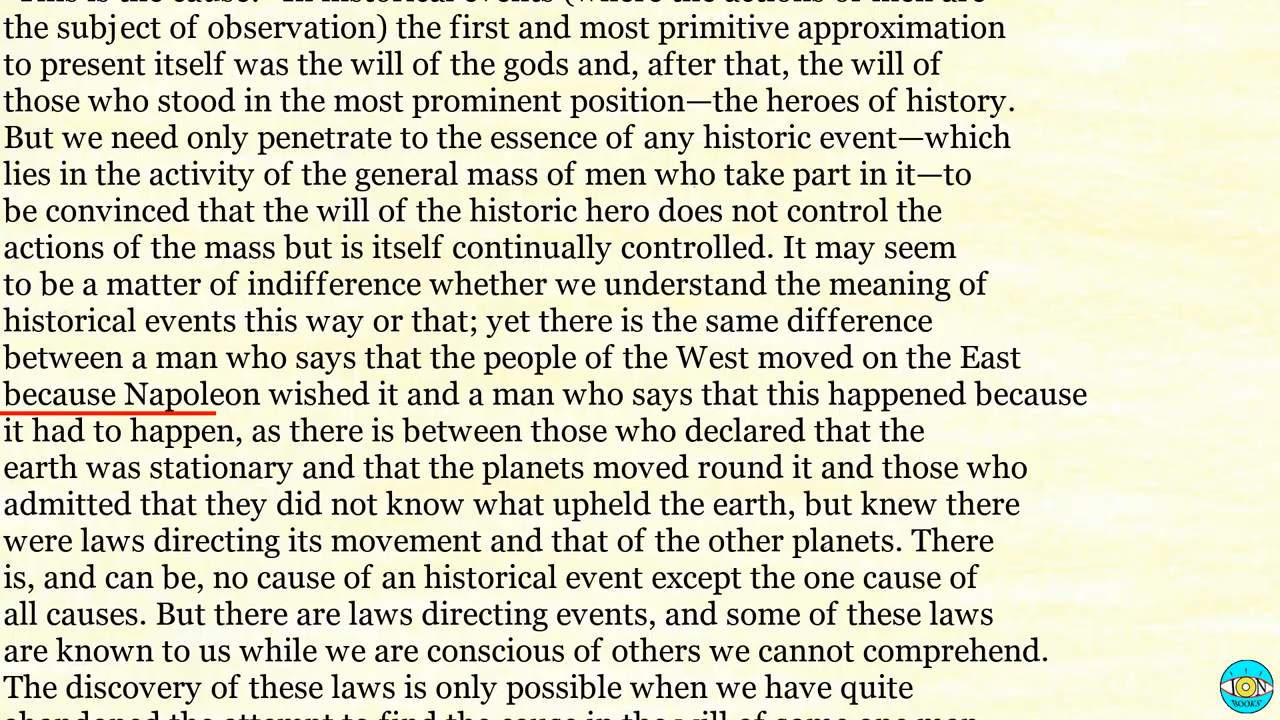 the subject of observation) the first and most primitive approximation
to present itself was the will of the gods and, after that, the will of
those who stood in the most prominent position—the heroes of history.
But we need only penetrate to the essence of any historic event—which
lies in the activity of the general mass of men who take part in it—to
be convinced that the will of the historic hero does not control the
actions of the mass but is itself continually controlled. It may seem
to be a matter of indifference whether we understand the meaning of
historical events this way or that; yet there is the same difference
between a man who says that the people of the West moved on the East
because Napoleon wished it and a man who says that this happened because
it had to happen, as there is between those who declared that the
earth was stationary and that the planets moved round it and those who
admitted that they did not know what upheld the earth, but knew there
were laws directing its movement and that of the other planets. There
is, and can be, no cause of an historical event except the one cause of
all causes. But there are laws directing events, and some of these laws
are known to us while we are conscious of others we cannot comprehend.
The discovery of these laws is only possible when we have quite
ION
BOOKS